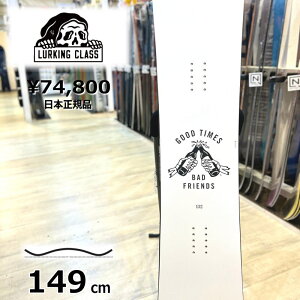 LURKING CLASS
¥74,800
日本正規品
GOOD TIMES
BAD
FRIENDS
149 cm